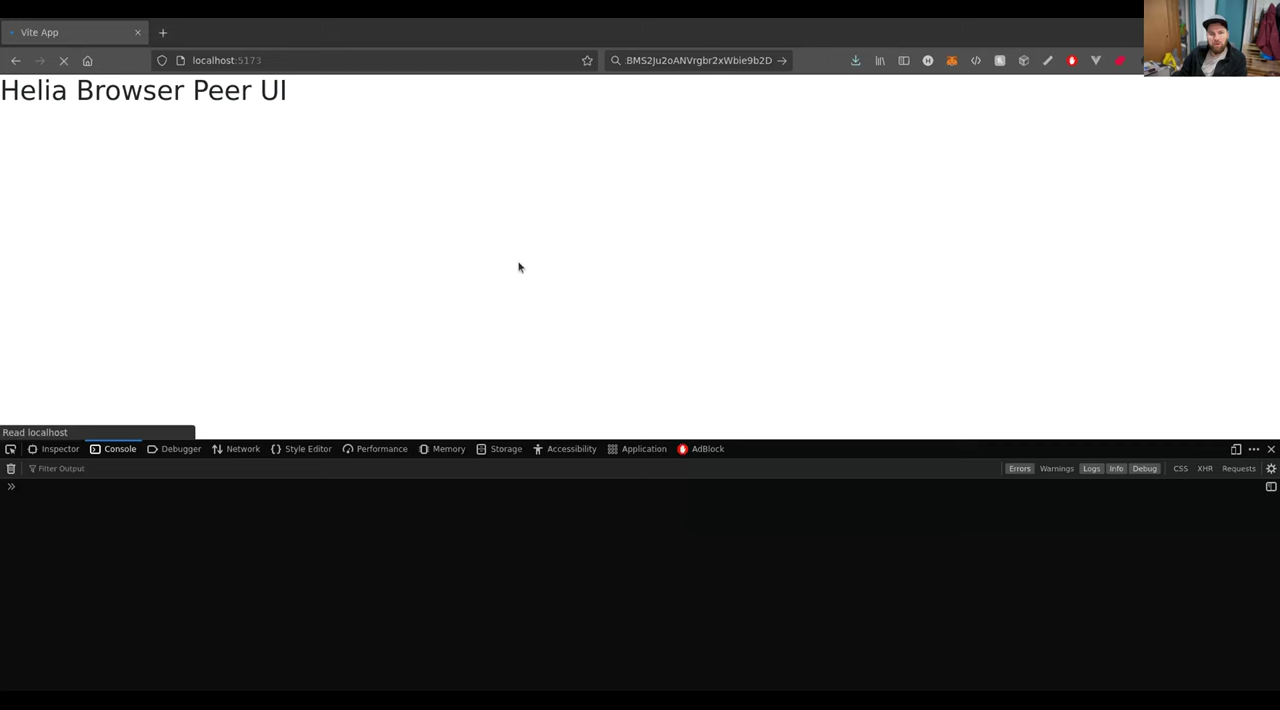 Vite App
localhost:5173
BMS2Ju2oANVrgbr2xWbie9b2D
Helia Browser Peer UI
Read localhost
Inspector Console Debugger Network Style Editor Performance Memory Storage Accessibility Application AdBlock
Filter Output Errors Warnings Logs Info Debug CSS XHR Requests